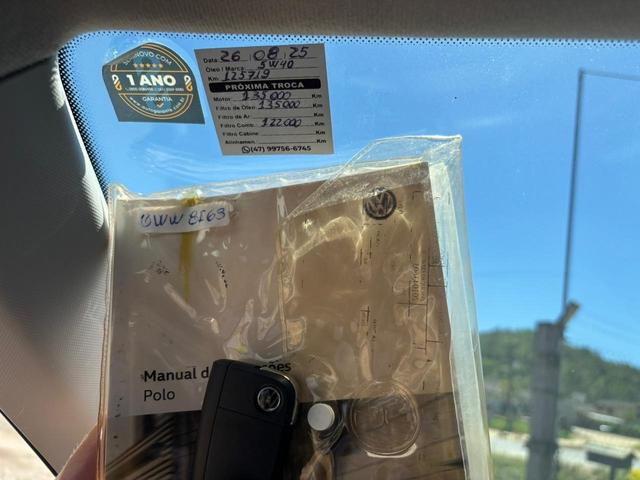 1 ANO
GARANTIA
Data: 26 08 25
Óleo / Marca: 5W40
Km: 125719
PRÓXIMA TROCA
Motor: 135000 Km
Filtro de Óleo: 135000 Km
Filtro de Ar: Km
Filtro Comb.: 122000 Km
Filtro Cabine: Km
Alinhamen.: Km
(47) 99756-6745
Manual d ões
Polo